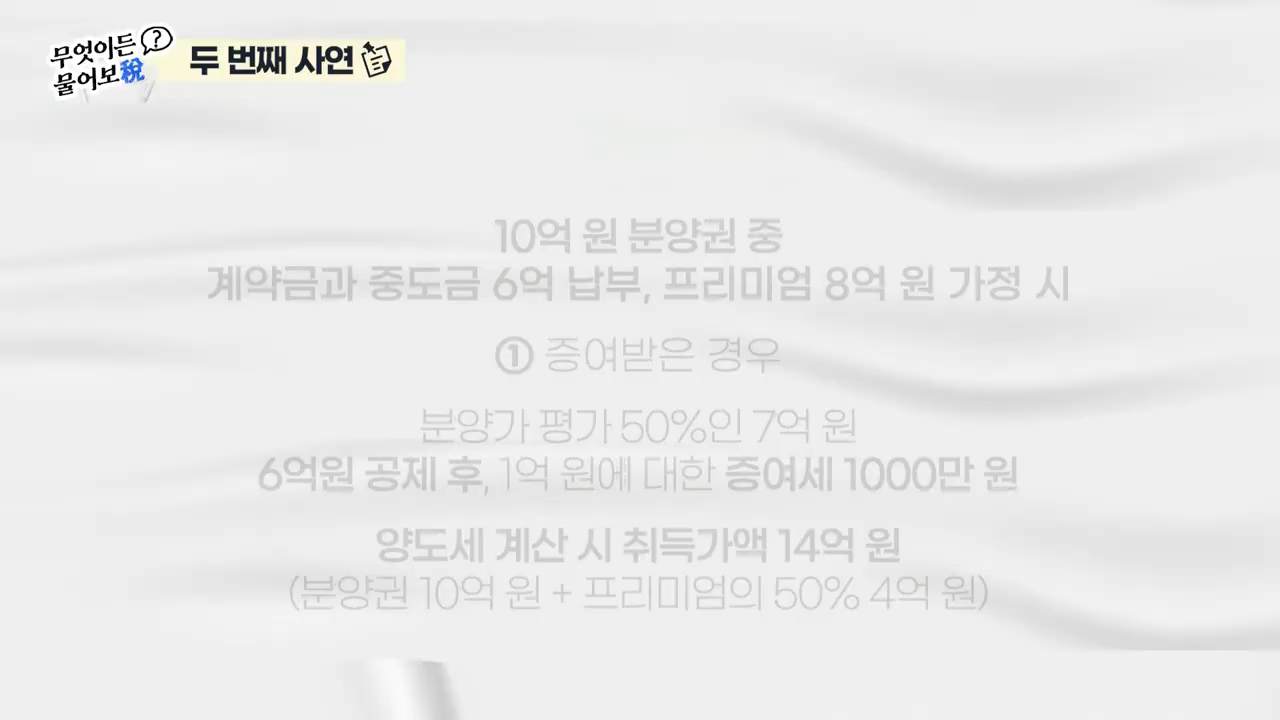 무엇이든
물어보稅
?
두 번째 사연
10억 원 분양권 중
계약금과 중도금 6억 납부, 프리미엄 8억 원 가정 시
① 증여받은 경우
분양가 평가 50%인 7억 원
6억원 공제 후, 1억 원에 대한 증여세 1000만 원
양도세 계산 시 취득가액 14억 원
(분양권 10억 원 + 프리미엄의 50% 4억 원)